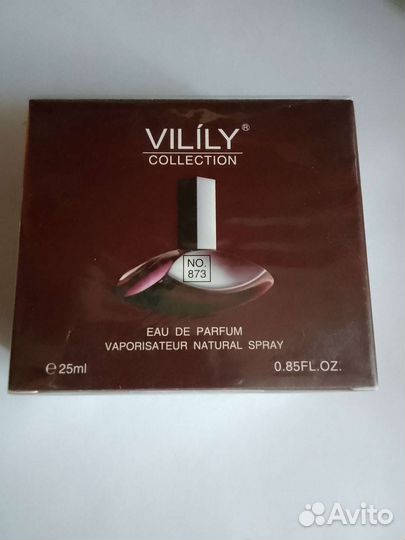 VILÍLY®
COLLECTION
NO.
873
EAU DE PARFUM
VAPORISATEUR NATURAL SPRAY
℮25ml 0.85FL.OZ.
Avito